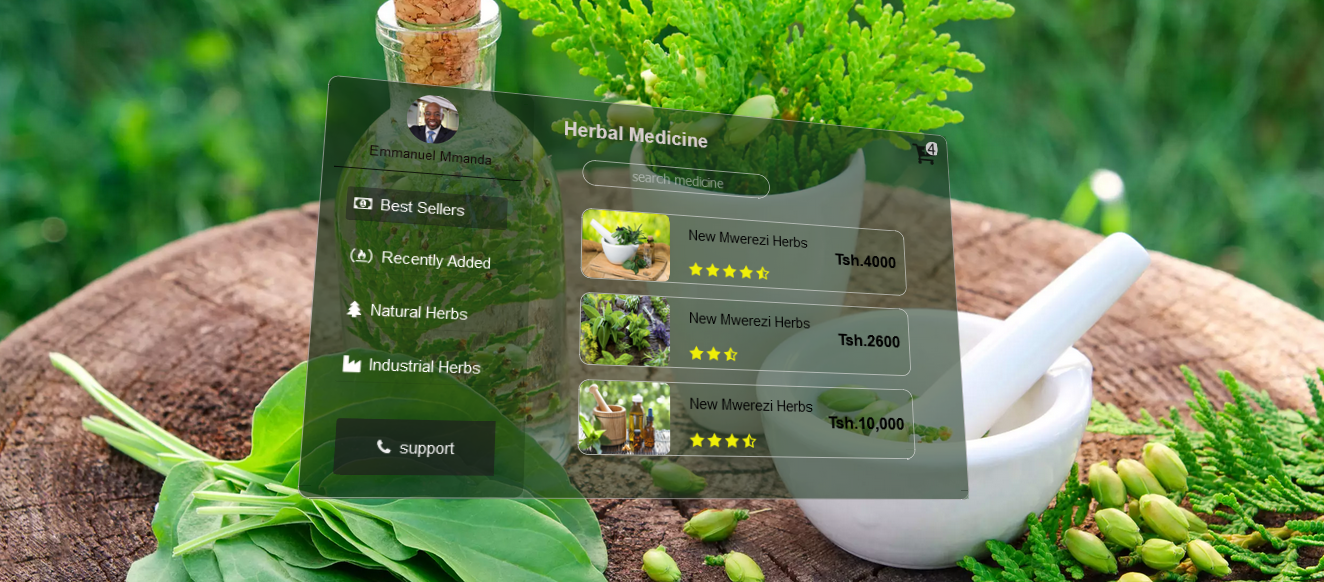 Emmanuel Mmanda
Best Sellers
Recently Added
Natural Herbs
Industrial Herbs
support
Herbal Medicine
4
search medicine
New Mwerezi Herbs
Tsh.4000
New Mwerezi Herbs
Tsh.2600
New Mwerezi Herbs
Tsh.10,000